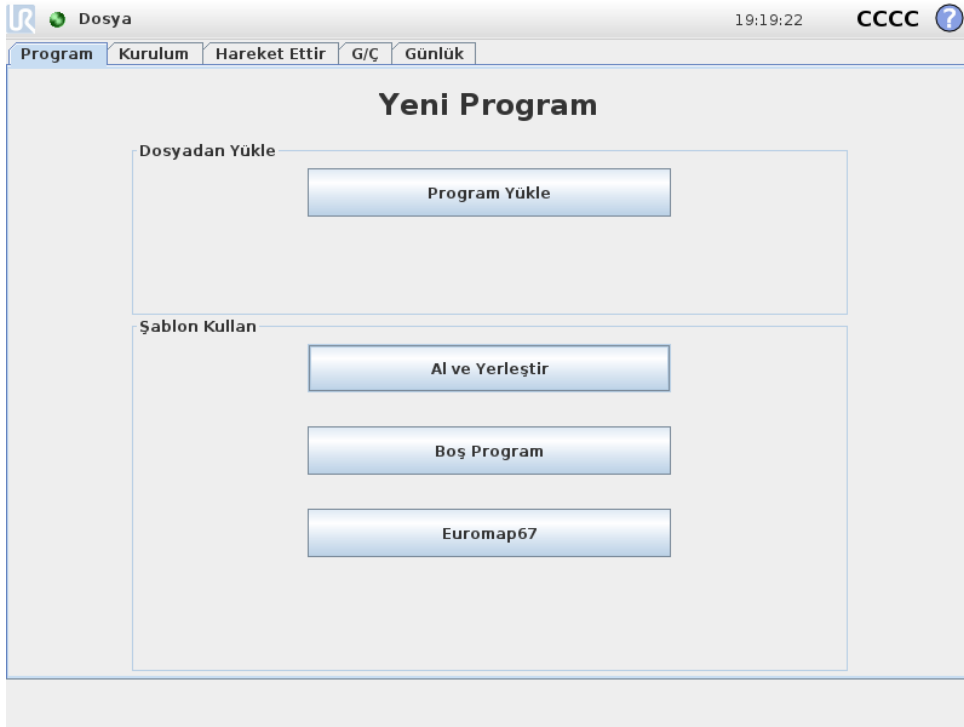 UR Dosya 19:19:22 CCCC ?
Program Kurulum Hareket Ettir G/Ç Günlük
Yeni Program
Dosyadan Yükle
Program Yükle
Şablon Kullan
Al ve Yerleştir
Boş Program
Euromap67